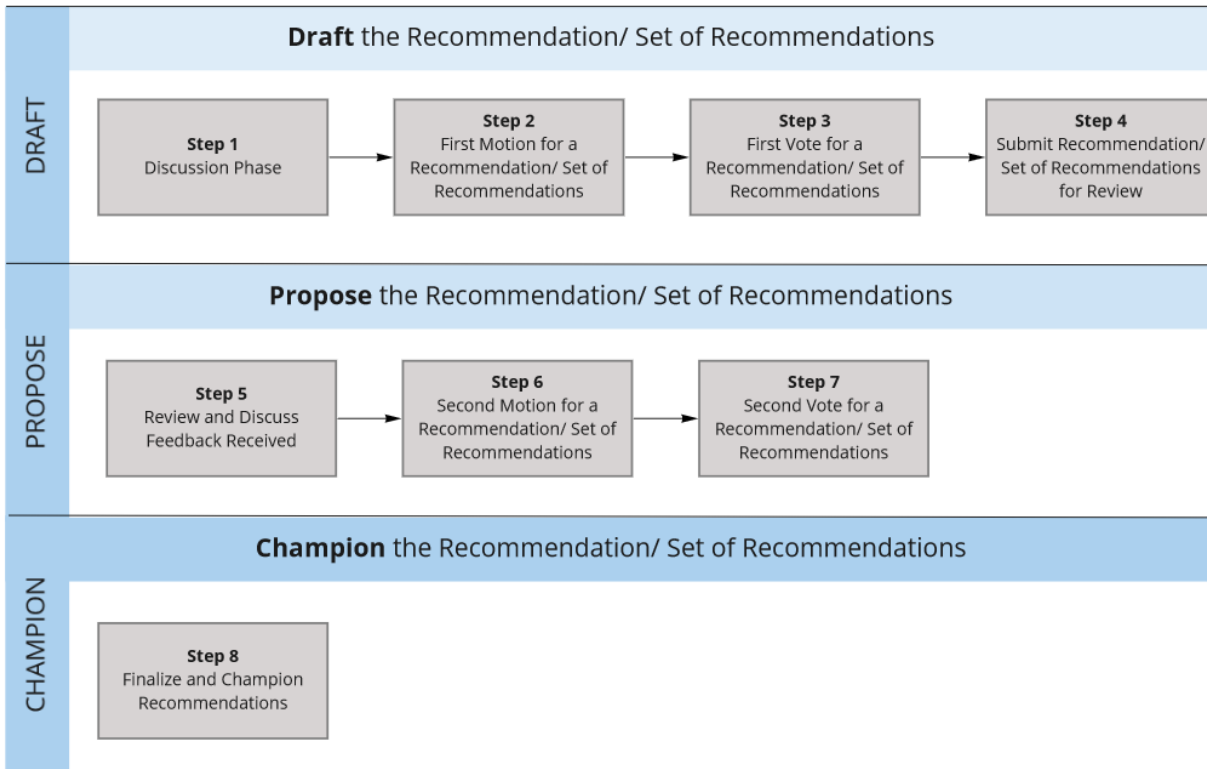 Draft the Recommendation/ Set of Recommendations
DRAFT
Step 1
Discussion Phase
Step 2
First Motion for a
Recommendation/ Set of
Recommendations
Step 3
First Vote for a
Recommendation/ Set of
Recommendations
Step 4
Submit Recommendation/
Set of Recommendations
for Review
Propose the Recommendation/ Set of Recommendations
PROPOSE
Step 5
Review and Discuss
Feedback Received
Step 6
Second Motion for a
Recommendation/ Set of
Recommendations
Step 7
Second Vote for a
Recommendation/ Set of
Recommendations
Champion the Recommendation/ Set of Recommendations
CHAMPION
Step 8
Finalize and Champion
Recommendations